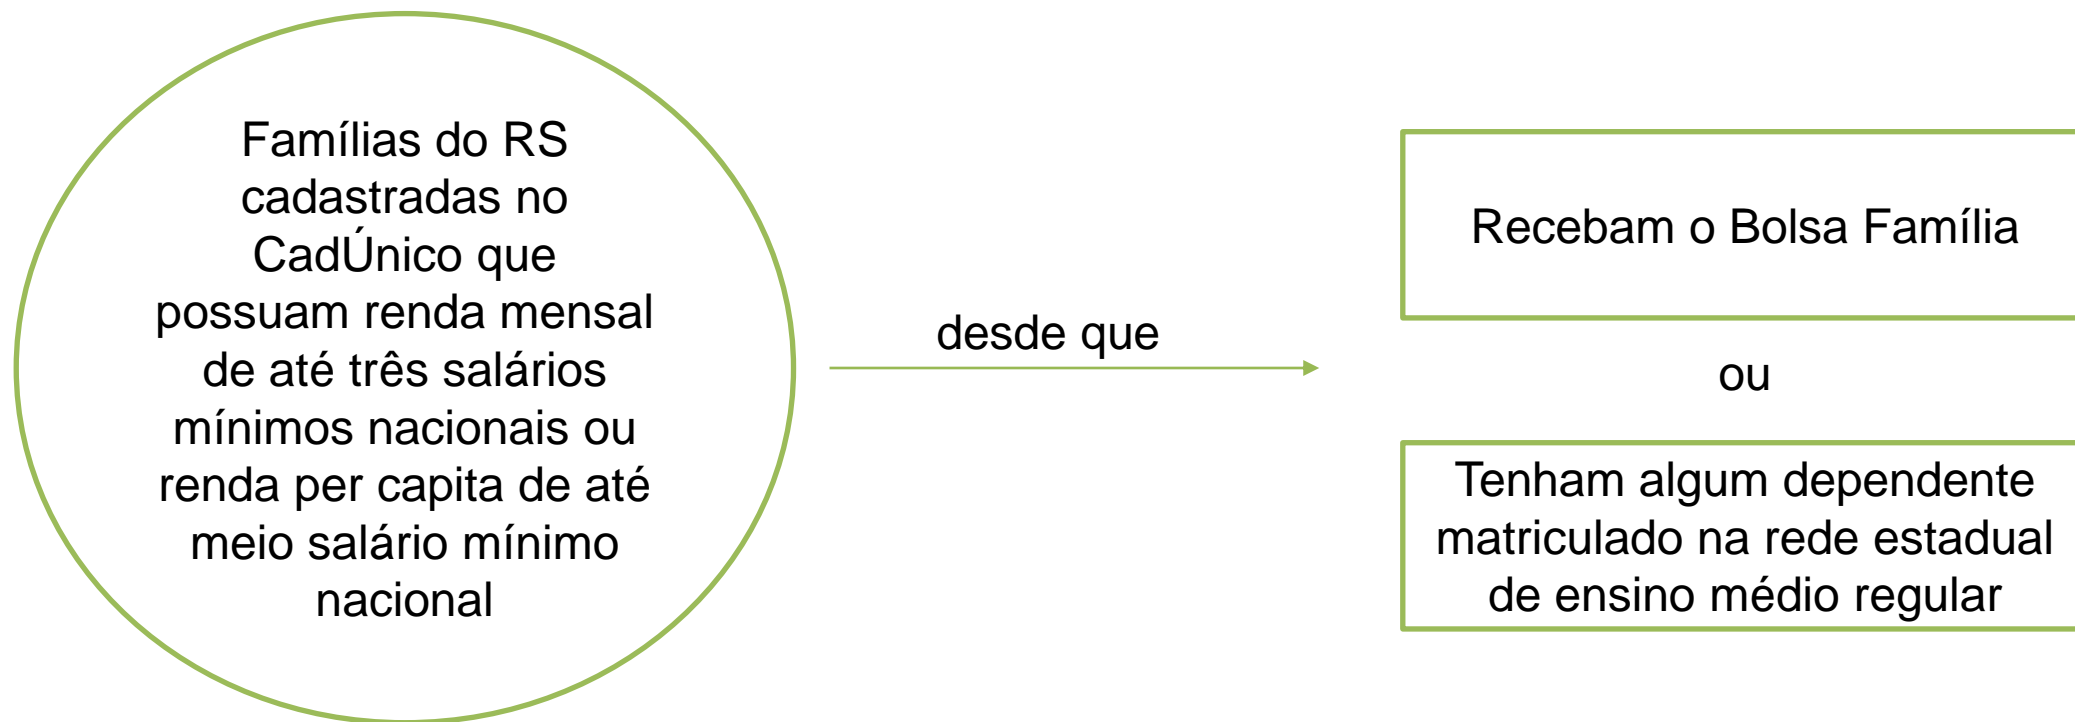 Famílias do RS
cadastradas no
CadÚnico que
possuam renda mensal
de até três salários
mínimos nacionais ou
renda per capita de até
meio salário mínimo
nacional
desde que
Recebam o Bolsa Família
ou
Tenham algum dependente
matriculado na rede estadual
de ensino médio regular